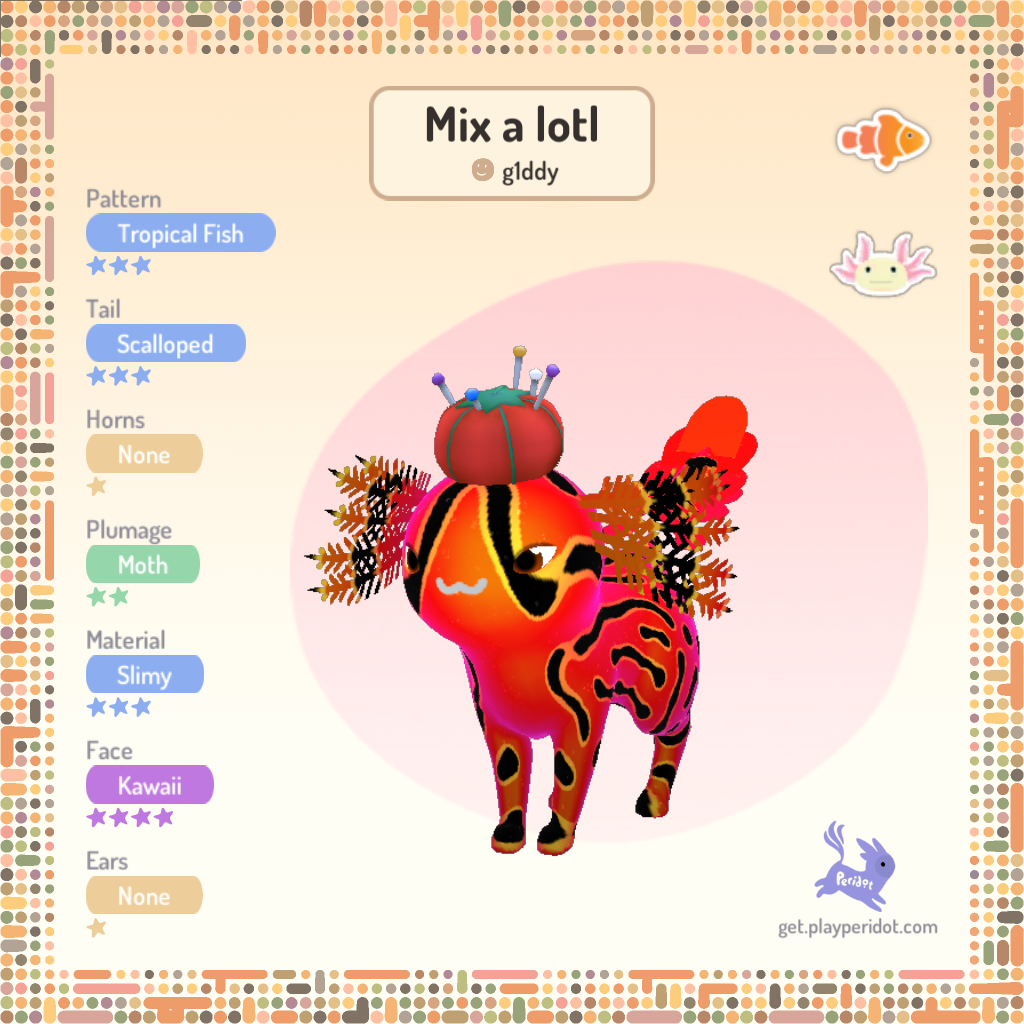 Mix a lotl
g1ddy
Pattern
Tropical Fish
Tail
Scalloped
Horns
None
Plumage
Moth
Material
Slimy
Face
Kawaii
Ears
None
Peridot
get.playperidot.com